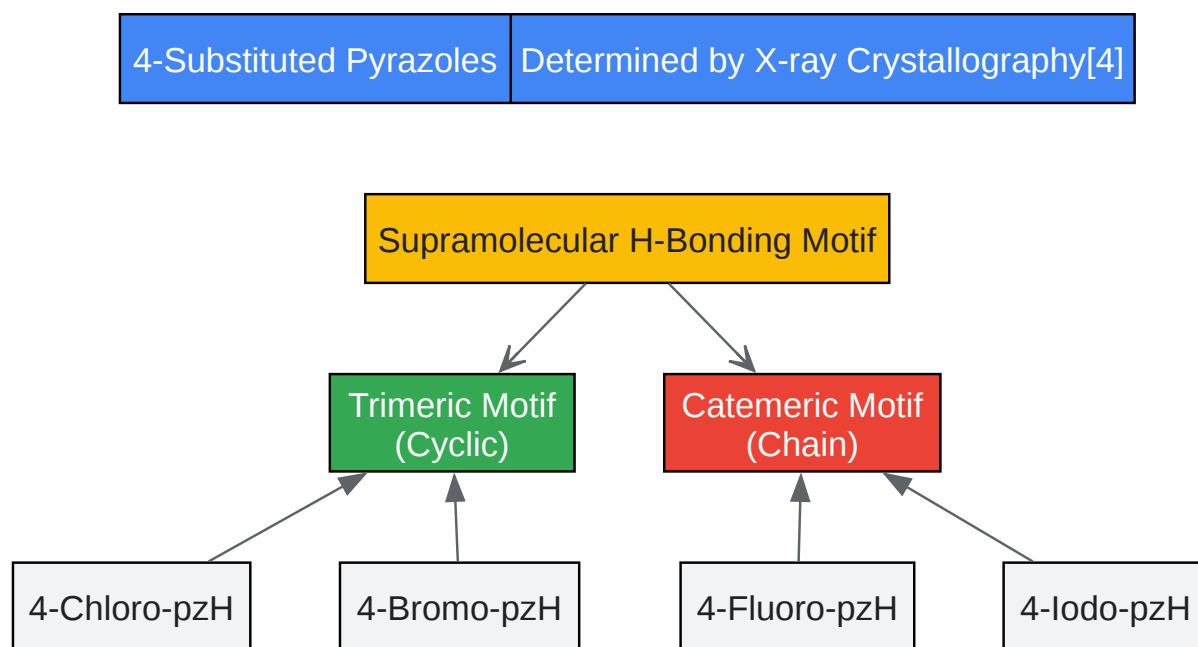 4-Substituted Pyrazoles
Determined by X-ray Crystallography[4]
Supramolecular H-Bonding Motif
Trimeric Motif
(Cyclic)
Catemeric Motif
(Chain)
4-Chloro-pzH
4-Bromo-pzH
4-Fluoro-pzH
4-Iodo-pzH